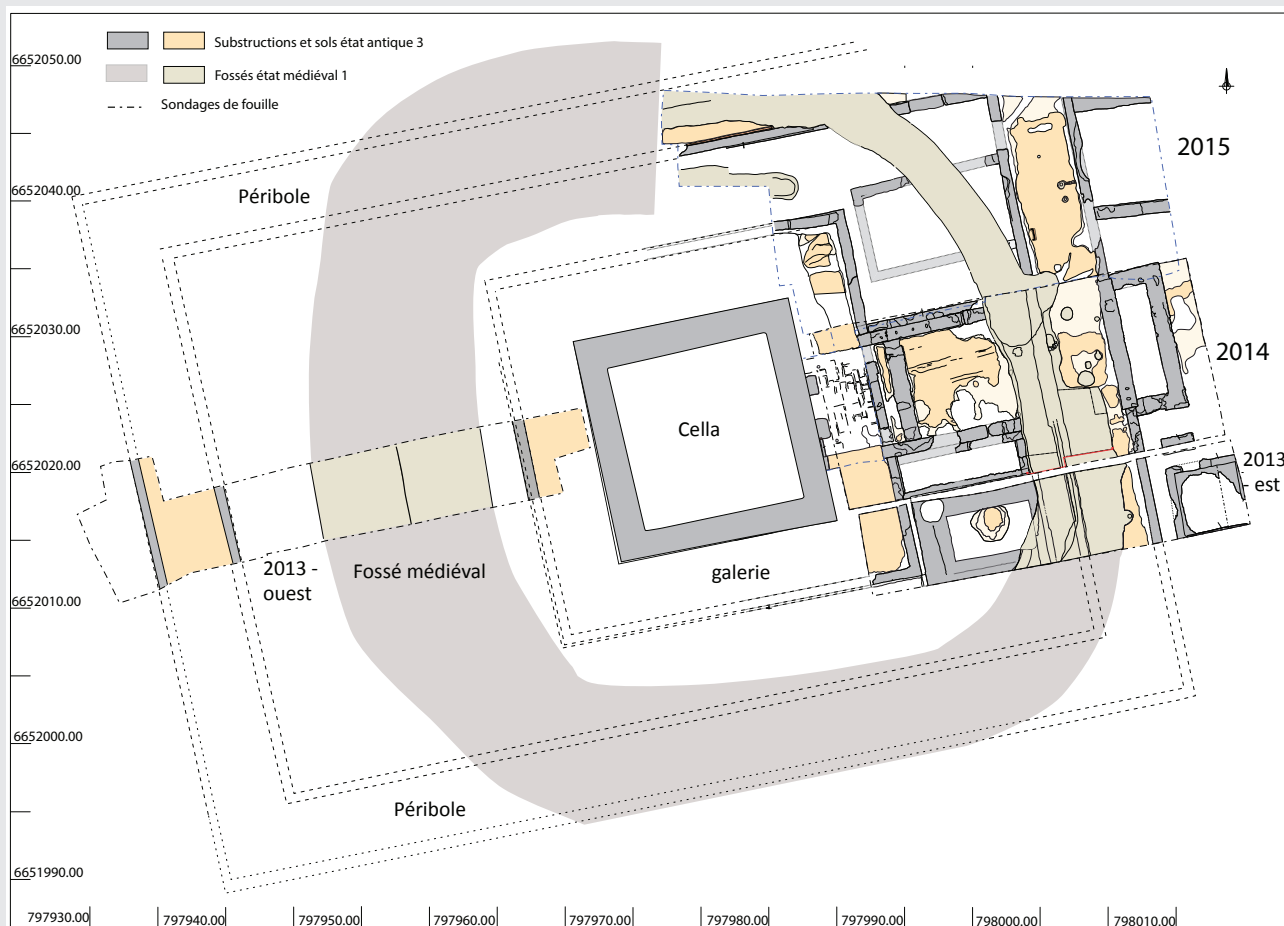 Substructions et sols état antique 3
Fossés état médiéval 1
Sondages de fouille
6652050.00
6652040.00
6652030.00
6652020.00
6652010.00
6652000.00
6651990.00
2015
2014
2013
- est
Péribole
Cella
galerie
2013 -
ouest
Fossé médiéval
Péribole
797930.00
797940.00
797950.00
797960.00
797970.00
797980.00
797990.00
798000.00
798010.00